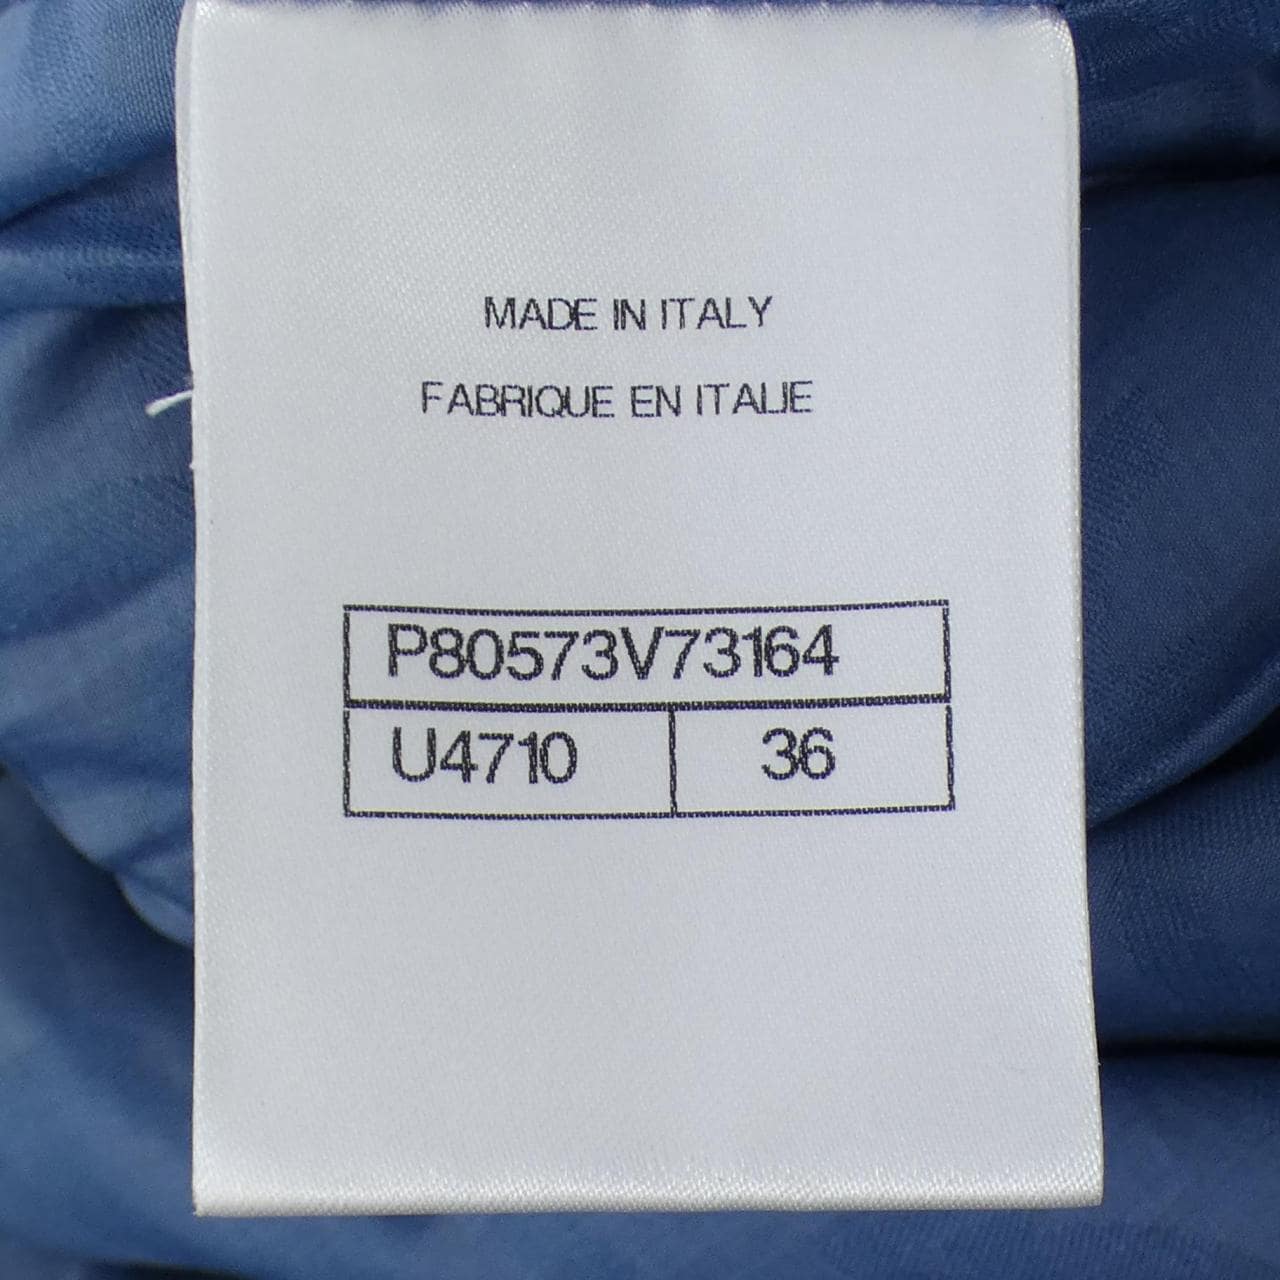 MADE IN ITALY
FABRIQUE EN ITALIE
P80573V73164
U4710 36